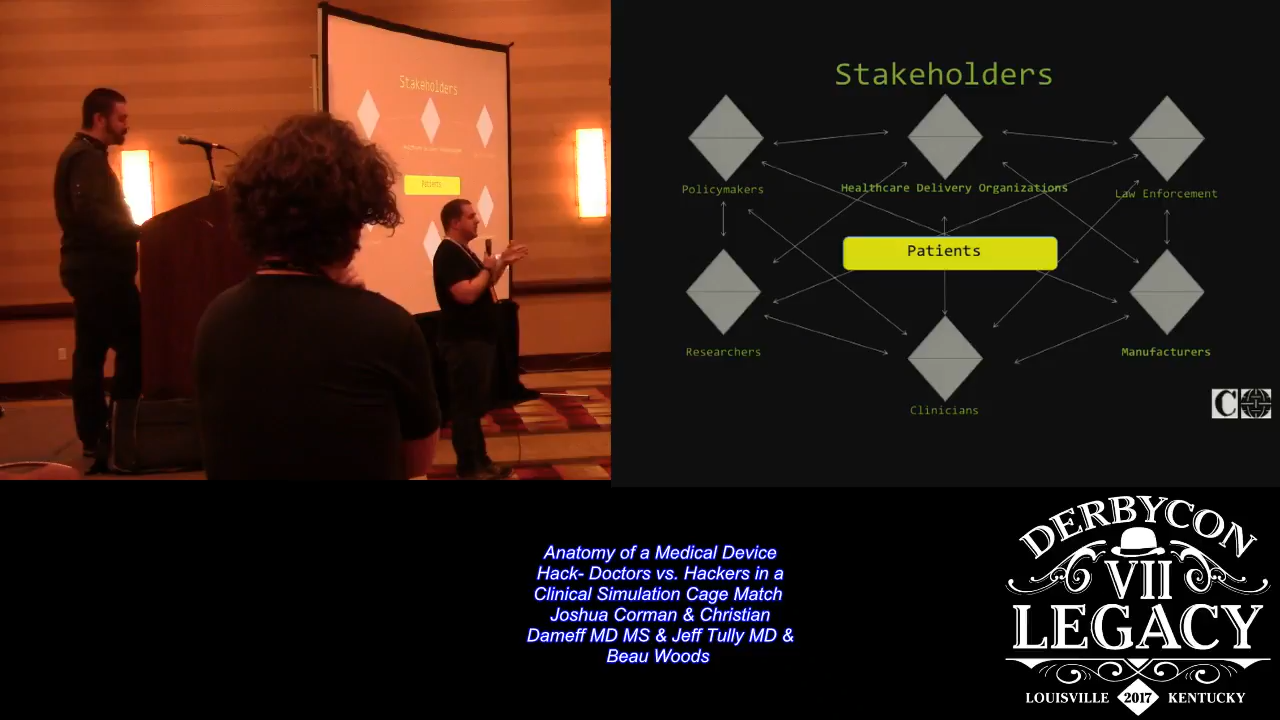 Stakeholders
Patients
Stakeholders
Policymakers
Healthcare Delivery Organizations
Law Enforcement
Patients
Researchers
Manufacturers
Clinicians
C
Anatomy of a Medical Device
Hack- Doctors vs. Hackers in a
Clinical Simulation Cage Match
Joshua Corman & Christian
Dameff MD MS & Jeff Tully MD &
Beau Woods
DERBYCON
VII
LEGACY
LOUISVILLE 2017 KENTUCKY